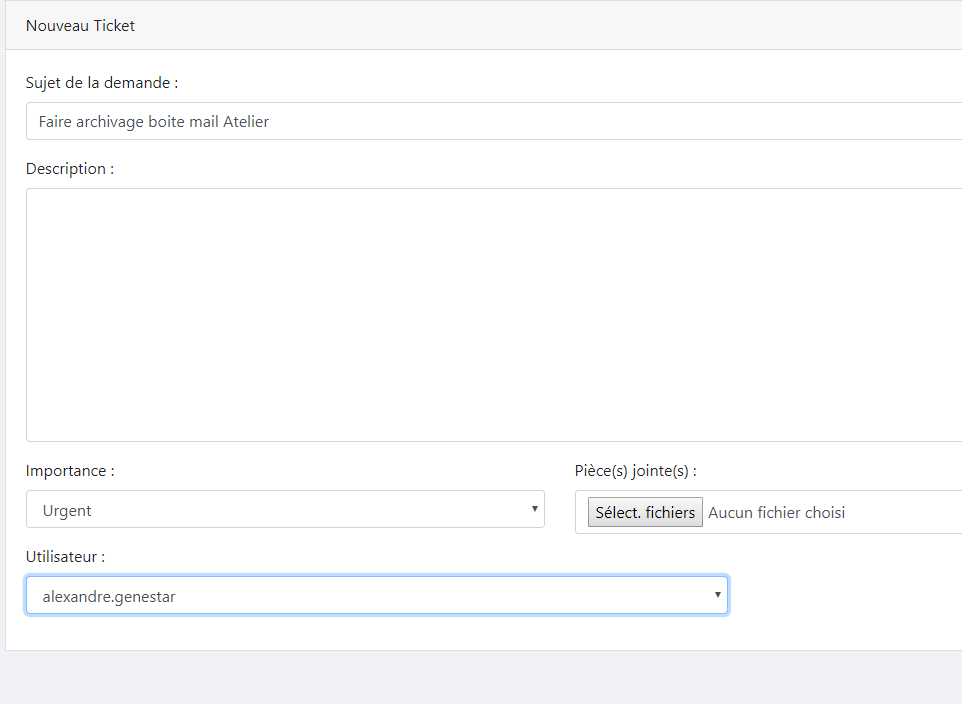 Nouveau Ticket
Sujet de la demande :
Faire archivage boite mail Atelier
Description :
Importance :
Urgent
Pièce(s) jointe(s) :
Sélect. fichiers Aucun fichier choisi
Utilisateur :
alexandre.genestar